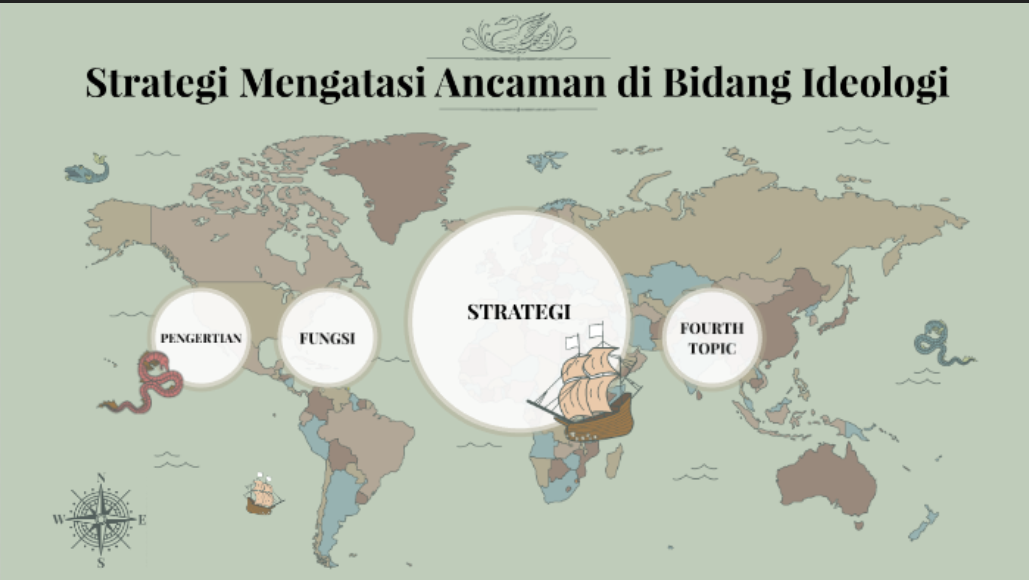 Strategi Mengatasi Ancaman di Bidang Ideologi
PENGERTIAN
FUNGSI
STRATEGI
FOURTH
TOPIC
N
W
E
S